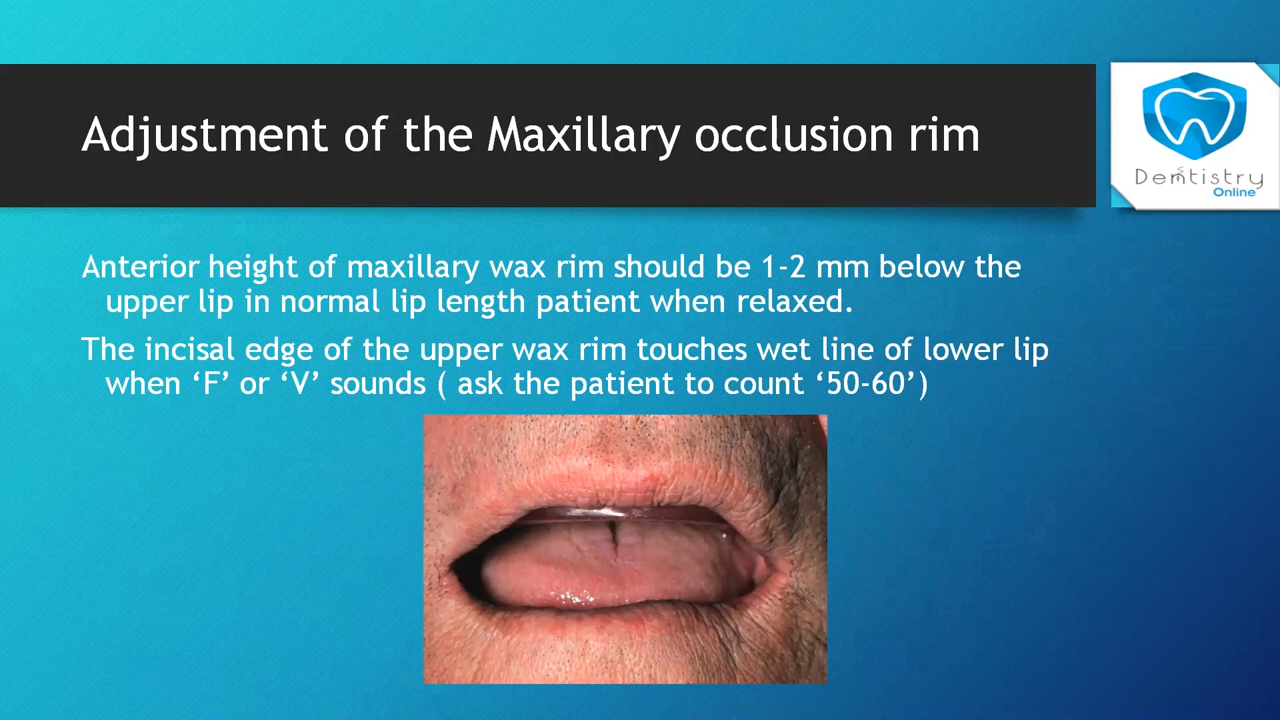 Adjustment of the Maxillary occlusion rim
Dentistry
Online
Anterior height of maxillary wax rim should be 1-2 mm below the
upper lip in normal lip length patient when relaxed.
The incisal edge of the upper wax rim touches wet line of lower lip
when ‘F’ or ‘V’ sounds ( ask the patient to count ‘50-60’)